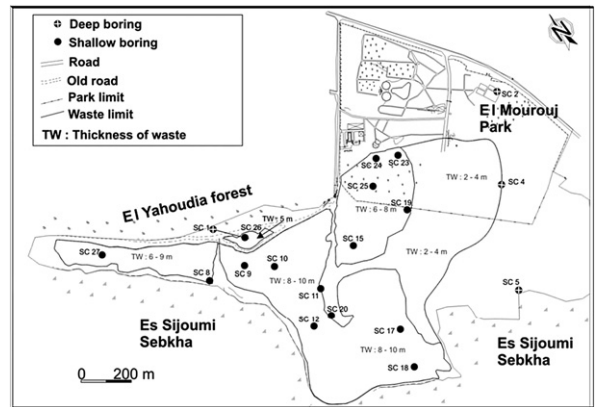 Deep boring
Shallow boring
Road
Old road
Park limit
Waste limit
TW : Thickness of waste
N
SC 2
El Mourouj
Park
SC 24
SC 23
SC 25
SC 4
TW : 2 - 4 m
SC 19
TW : 6 - 8 m
El Yahoudia forest
TW : 5 m
SC 1
SC 26
SC 15
TW : 2 - 4 m
SC 27
TW : 6 - 9 m
SC 8
SC 9
SC 10
TW : 8 - 10 m
SC 11
SC 5
SC 20
SC 12
SC 17
Es Sijoumi
Sebkha
TW : 8 - 10 m
SC 18
Es Sijoumi
Sebkha
0 200 m